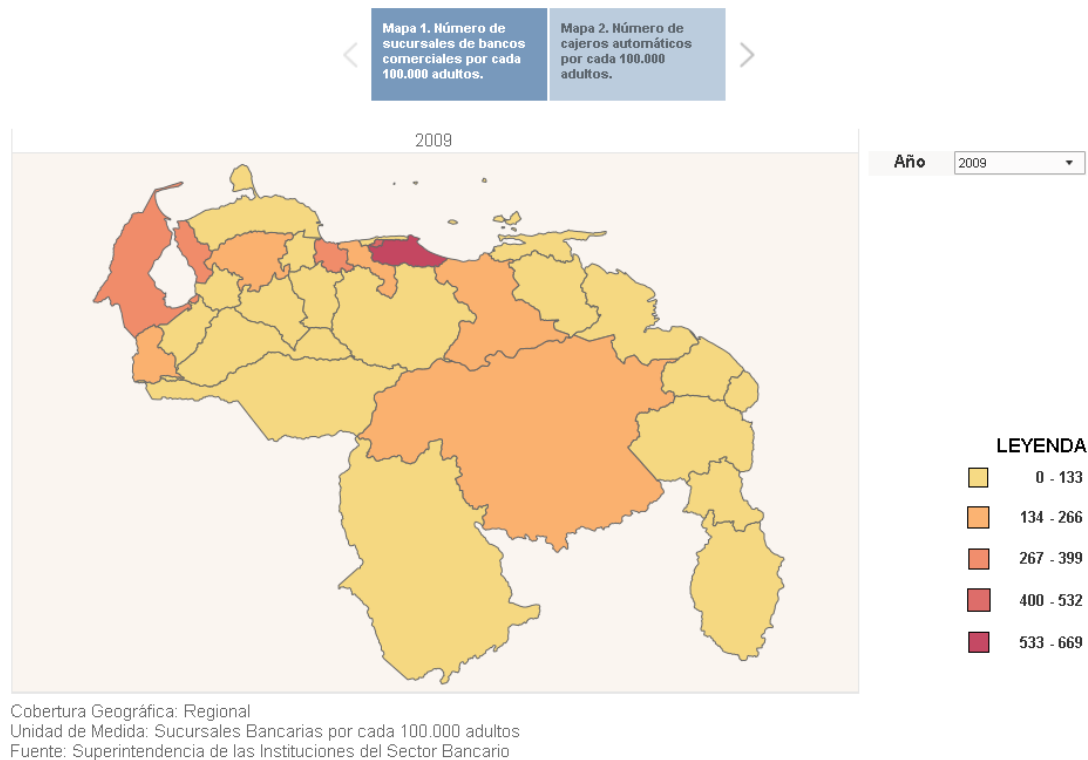 Mapa 1. Número de
sucursales de bancos
comerciales por cada
100.000 adultos.
Mapa 2. Número de
cajeros automáticos
por cada 100.000
adultos.
2009
Año
2009
LEYENDA
0 - 133
134 - 266
267 - 399
400 - 532
533 - 669
Cobertura Geográfica: Regional
Unidad de Medida: Sucursales Bancarias por cada 100.000 adultos
Fuente: Superintendencia de las Instituciones del Sector Bancario